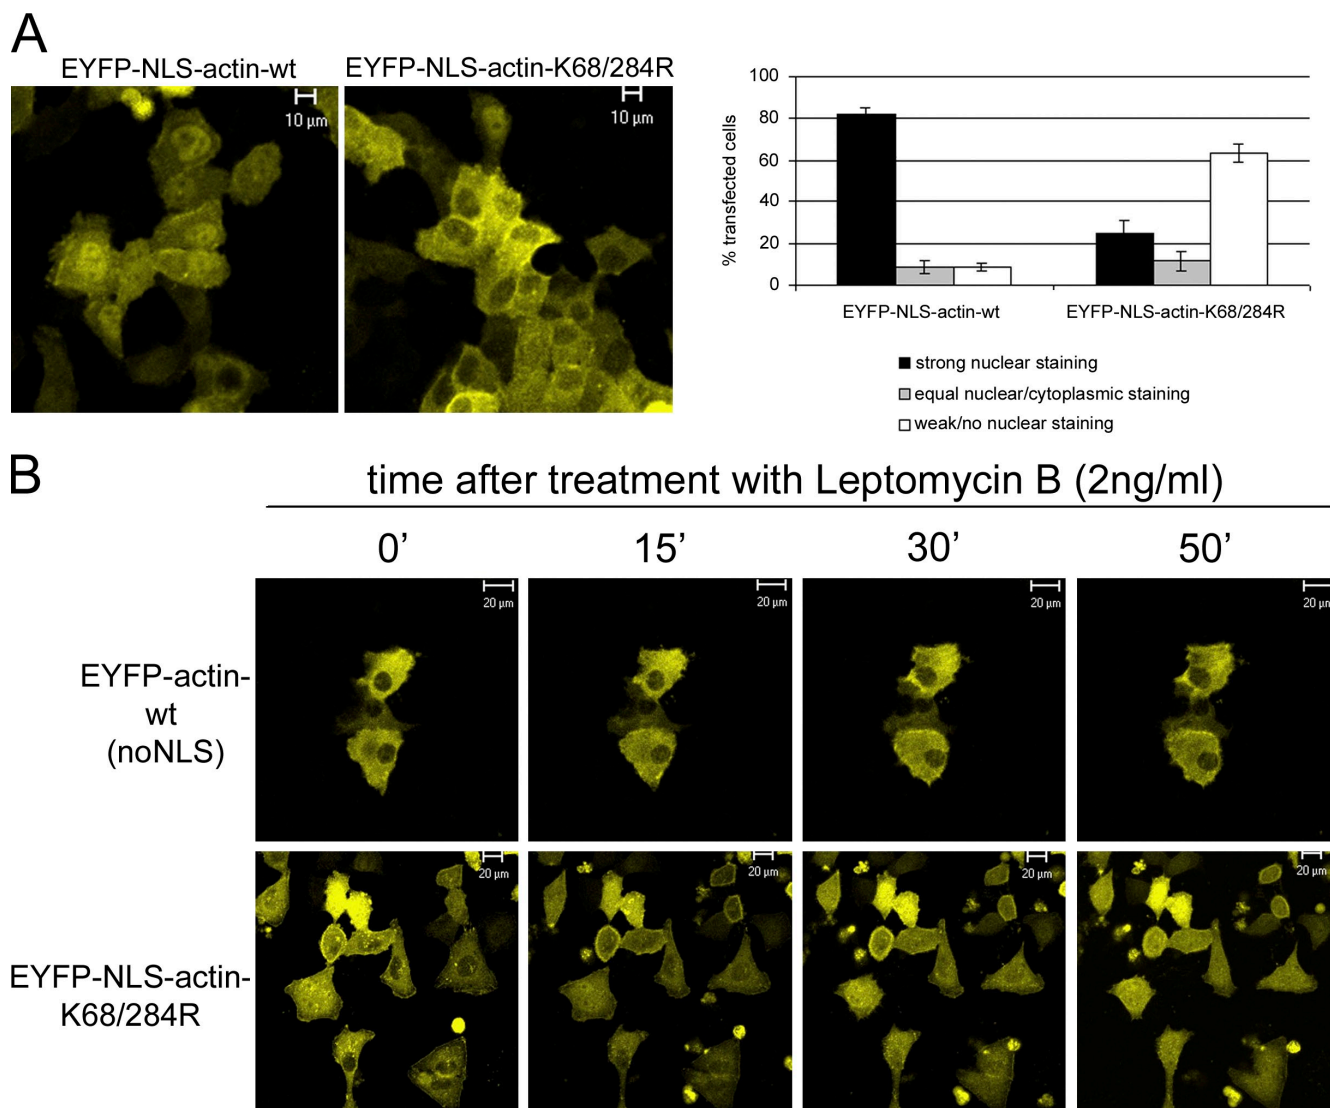 A
EYFP-NLS-actin-wt
EYFP-NLS-actin-K68/284R
10 µm
10 µm
% transfected cells
100
80
60
40
20
0
EYFP-NLS-actin-wt
EYFP-NLS-actin-K68/284R
strong nuclear staining
equal nuclear/cytoplasmic staining
weak/no nuclear staining
B
time after treatment with Leptomycin B (2ng/ml)
0’
15’
30’
50’
EYFP-actin-
wt
(noNLS)
20 µm
20 µm
20 µm
20 µm
EYFP-NLS-actin-
K68/284R
20 µm
20 µm
20 µm
20 µm